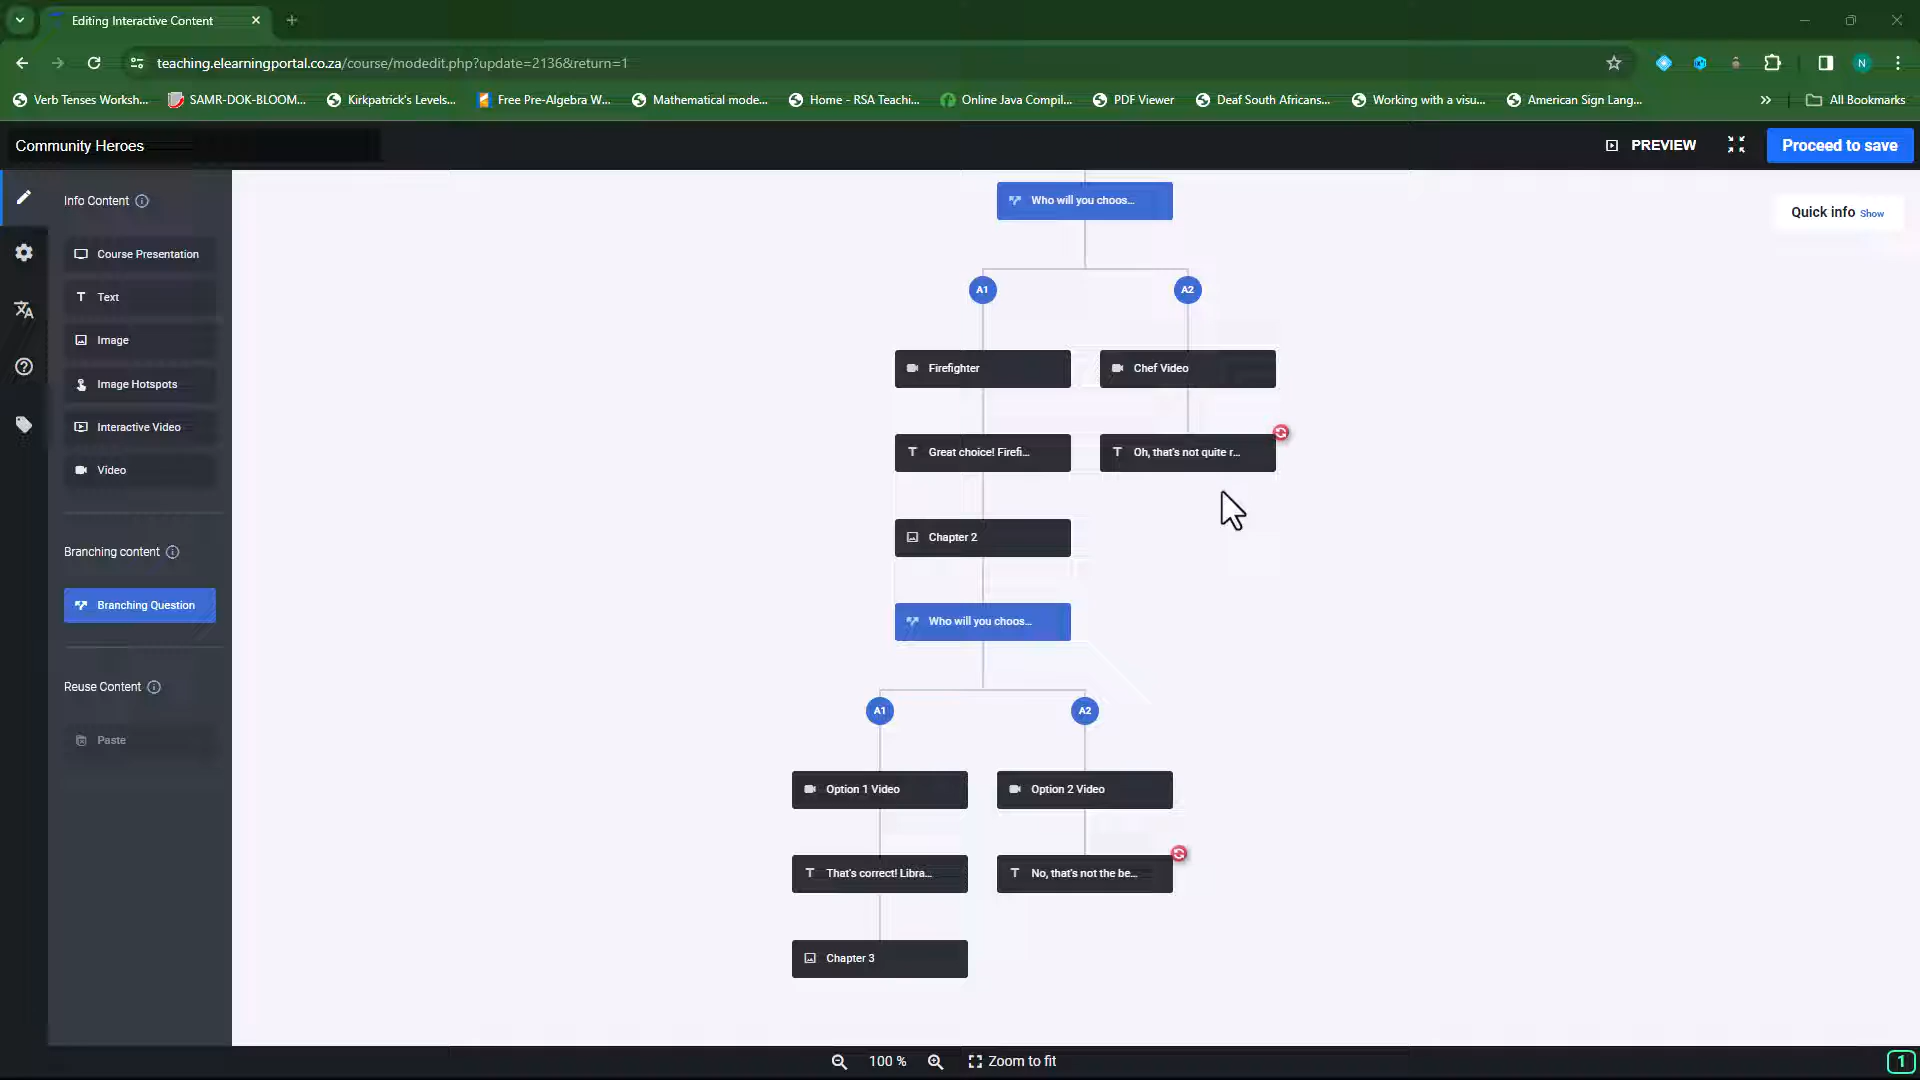 Editing Interactive Content
teaching.elearningportal.co.za/course/modedit.php?update=2136&return=1
N
Verb Tenses Worksh...
SAMR-DOK-BLOOM...
Kirkpatrick's Levels...
Free Pre-Algebra W...
Mathematical mode...
Home - RSA Teachi...
Online Java Compil...
PDF Viewer
Deaf South Africans...
Working with a visu...
American Sign Lang...
All Bookmarks
Community Heroes
PREVIEW
Proceed to save
Info Content
Course Presentation
Text
Image
Image Hotspots
Interactive Video
Video
Branching content
Branching Question
Reuse Content
Paste
Quick info Show
Who will you choos...
A1
A2
Firefighter
Chef Video
Great choice! Firefi...
Oh, that's not quite r...
Chapter 2
Who will you choos...
A1
A2
Option 1 Video
Option 2 Video
That's correct! Libra...
No, that's not the be...
Chapter 3
100 %
Zoom to fit
1